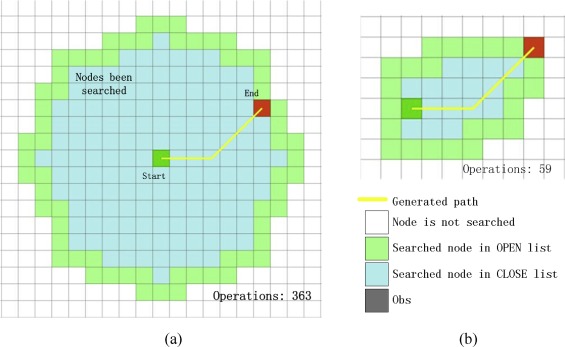 Nodes been
searched
End
Start
Operations: 363
(a)
Operations: 59
Generated path
Node is not searched
Searched node in OPEN list
Searched node in CLOSE list
Obs
(b)